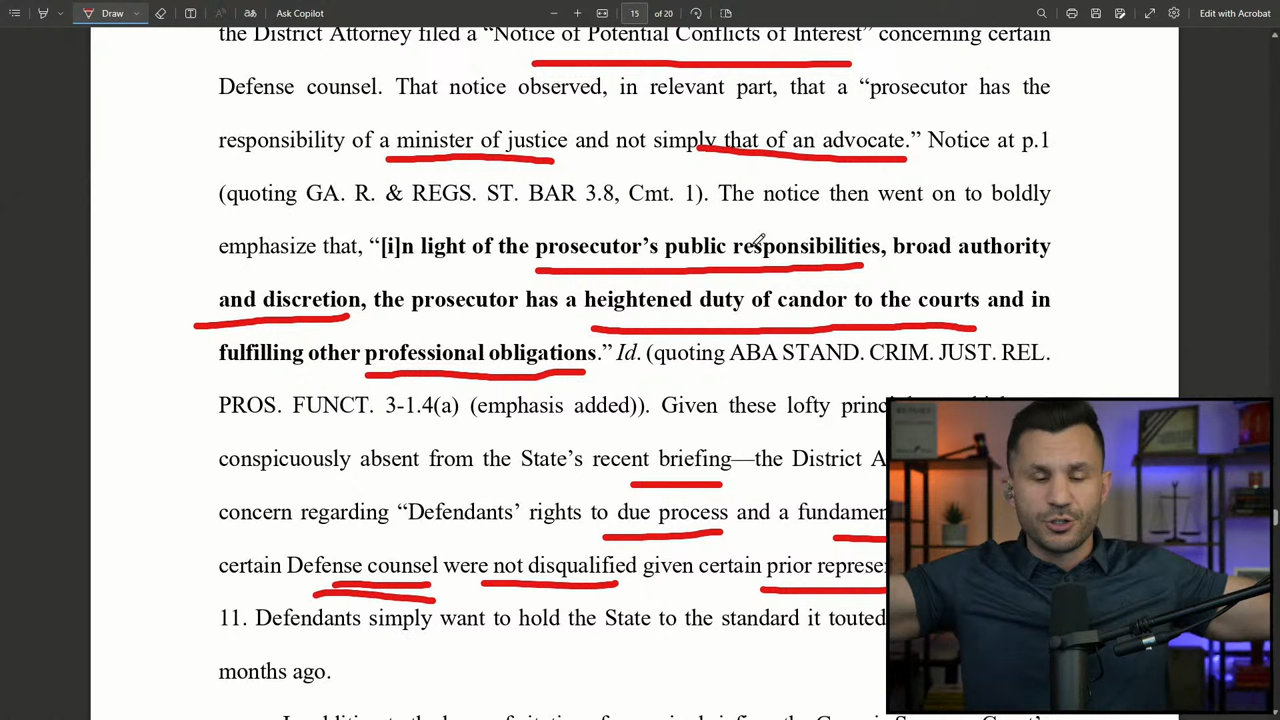 Draw
Ask Copilot
15 of 20
Edit with Acrobat
the District Attorney filed a “Notice of Potential Conflicts of Interest” concerning certain
Defense counsel. That notice observed, in relevant part, that a “prosecutor has the
responsibility of a minister of justice and not simply that of an advocate.” Notice at p.1
(quoting GA. R. & REGS. ST. BAR 3.8, Cmt. 1). The notice then went on to boldly
emphasize that, “[i]n light of the prosecutor’s public responsibilities, broad authority
and discretion, the prosecutor has a heightened duty of candor to the courts and in
fulfilling other professional obligations.” Id. (quoting ABA STAND. CRIM. JUST. REL.
PROS. FUNCT. 3-1.4(a) (emphasis added)). Given these lofty
conspicuously absent from the State’s recent briefing—the District
concern regarding “Defendants’ rights to due process and a
certain Defense counsel were not disqualified given certain prior
11. Defendants simply want to hold the State to the standard it touted
months ago.